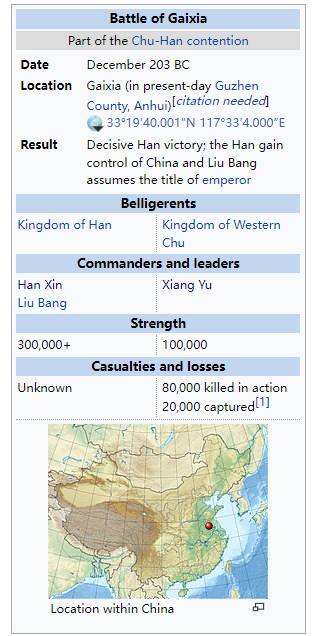 Battle of Gaixia
Part of the Chu-Han contention
Date December 203 BC
Location Gaixia (in present-day Guzhen
County, Anhui)[citation needed]
33°19′40.001″N 117°33′4.000″E
Result Decisive Han victory; the Han gain
control of China and Liu Bang
assumes the title of emperor
Belligerents
Kingdom of Han Kingdom of Western
Chu
Commanders and leaders
Han Xin Xiang Yu
Liu Bang
Strength
300,000+ 100,000
Casualties and losses
Unknown 80,000 killed in action
20,000 captured[1]
Location within China